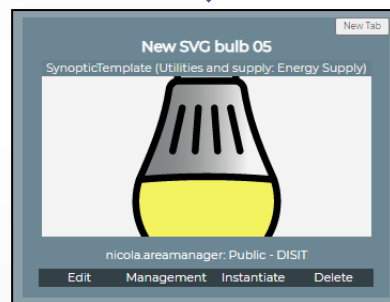 New Tab
New SVG bulb 05
SynopticTemplate (Utilities and supply: Energy Supply)
nicola.areamanager: Public - DISIT
Edit Management Instantiate Delete